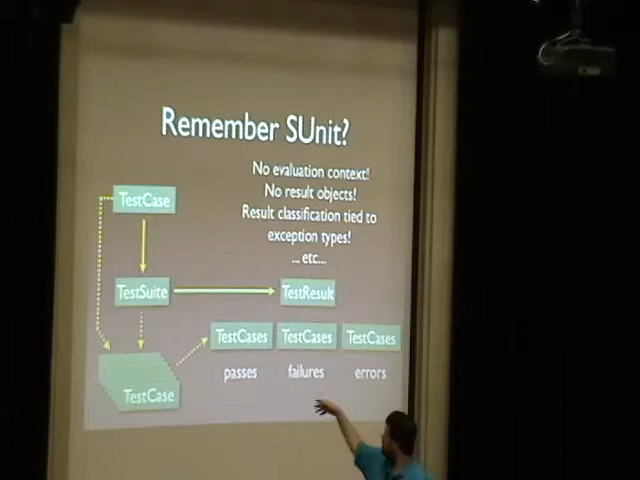 Remember SUnit?
No evaluation context!
No result objects!
Result classification tied to
exception types!
... etc...
TestCase
TestSuite
TestResult
TestCases TestCases TestCases
passes failures errors
TestCase